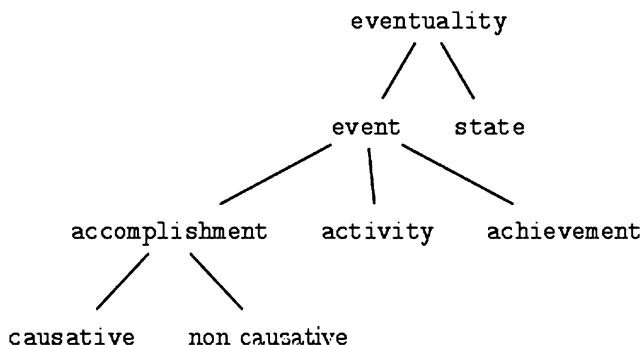 eventuality
event state
accomplishment activity achievement
causative non causative